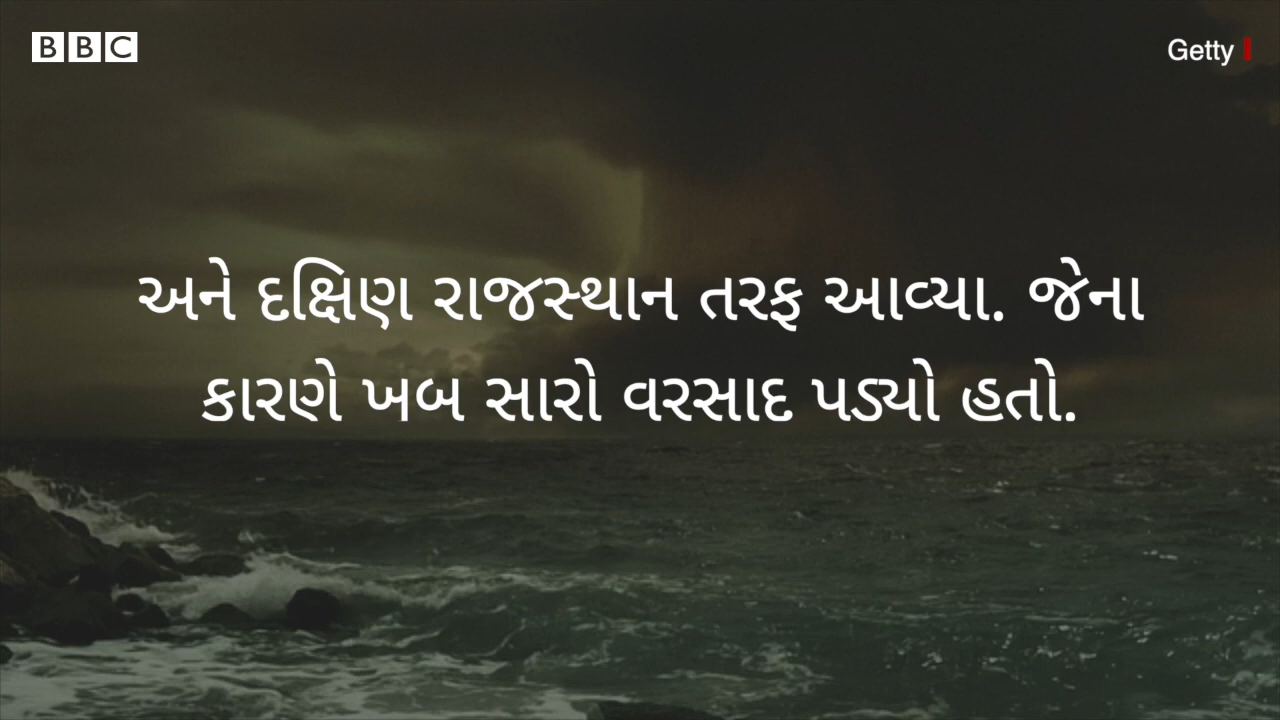 BBC
Getty
અને દક્ષિણ રાજસ્થાન તરફ આવ્યા. જેના
કારણે ખબ સારો વરસાદ પડ્યો હતો.